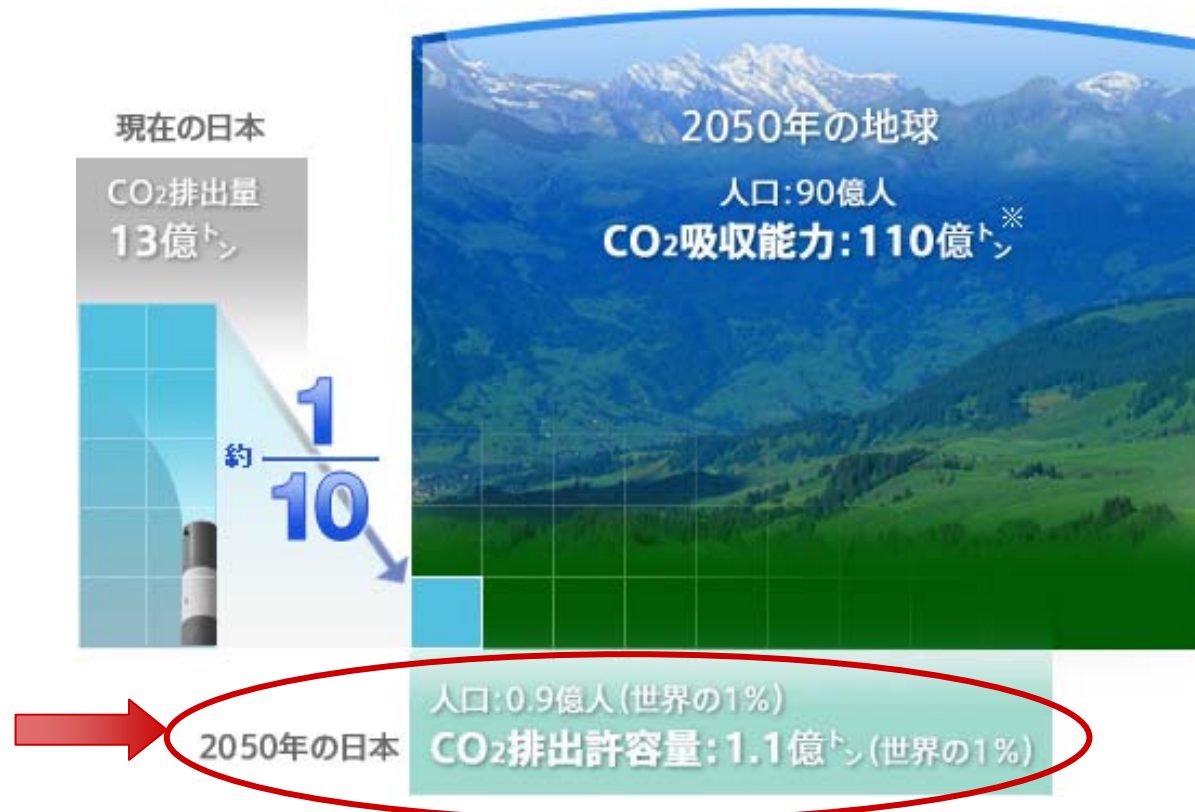 現在の日本
CO2排出量
13億トン
約 1/10
2050年の地球
人口:90億人
CO2吸収能力:110億トン※
2050年の日本
人口:0.9億人(世界の1%)
CO2排出許容量:1.1億トン(世界の1%)